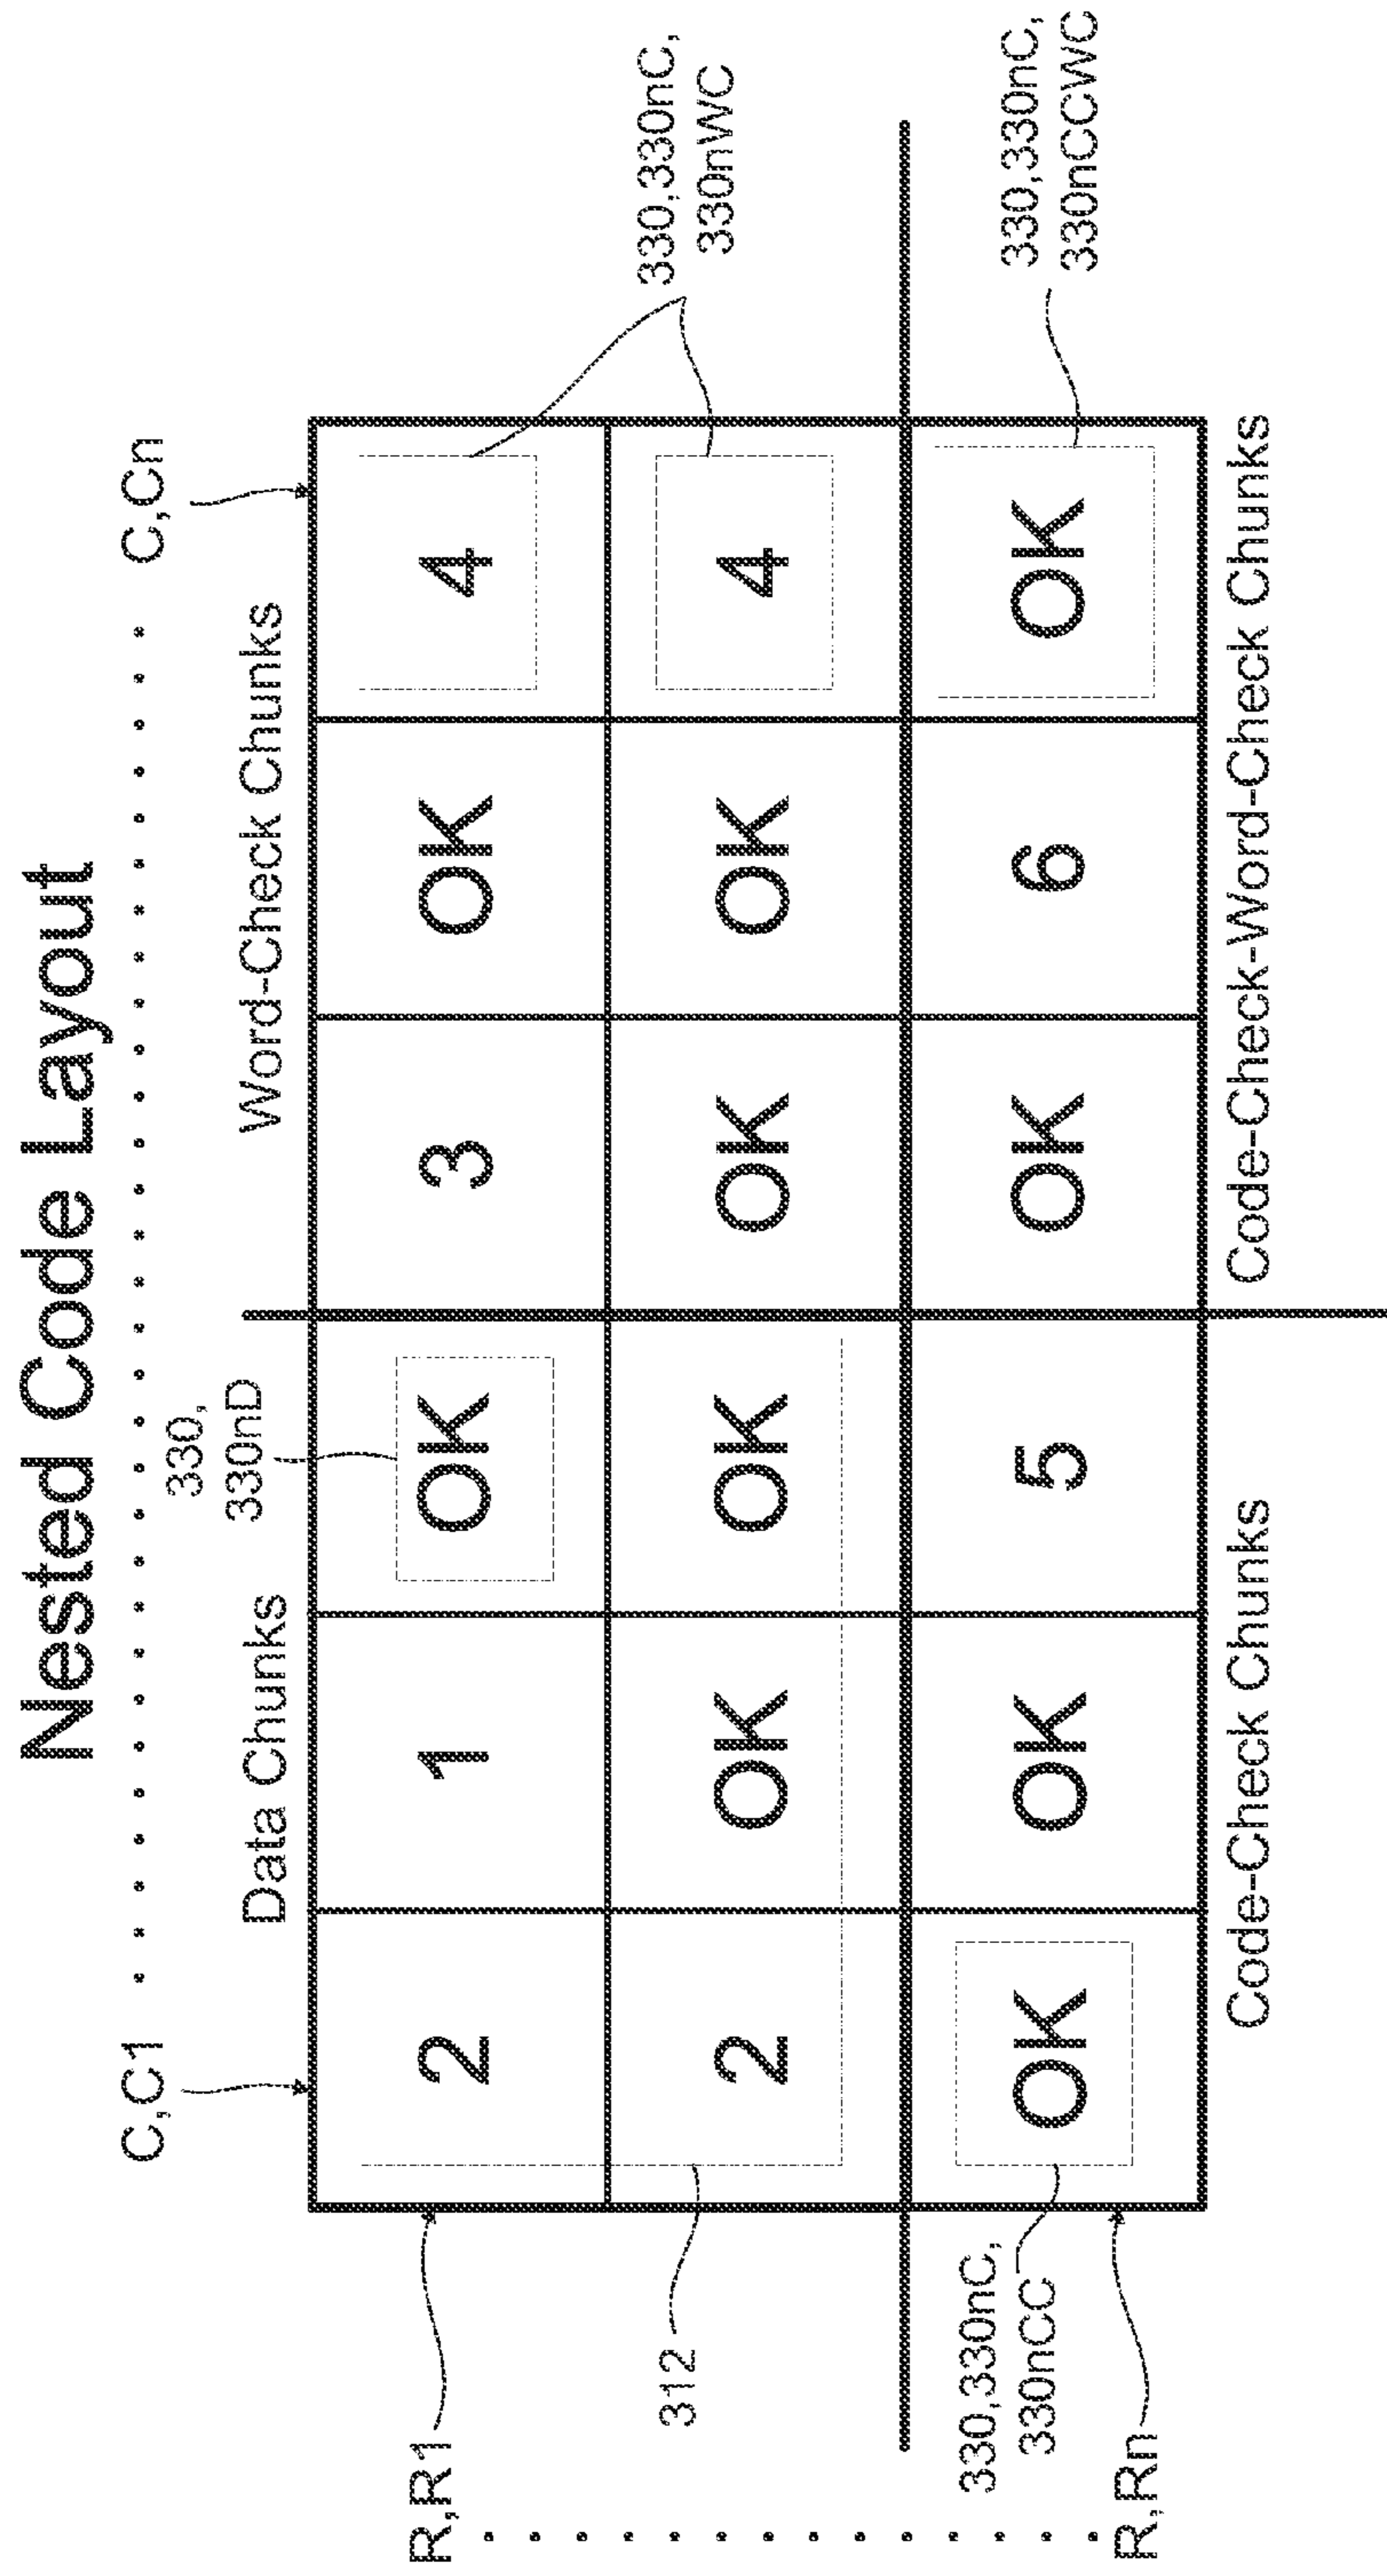 Nested Code Layout
C,C1
C,Cn
330,
330nD
Data Chunks
Word-Check Chunks
R,R1
2
1
OK
3
OK
4
330,330nC,
330nWC
312
2
OK
OK
OK
OK
4
330,330nC,
330nCC
R,Rn
OK
OK
5
OK
6
OK
330,330nC,
330nCCWC
Code-Check Chunks
Code-Check-Word-Check Chunks